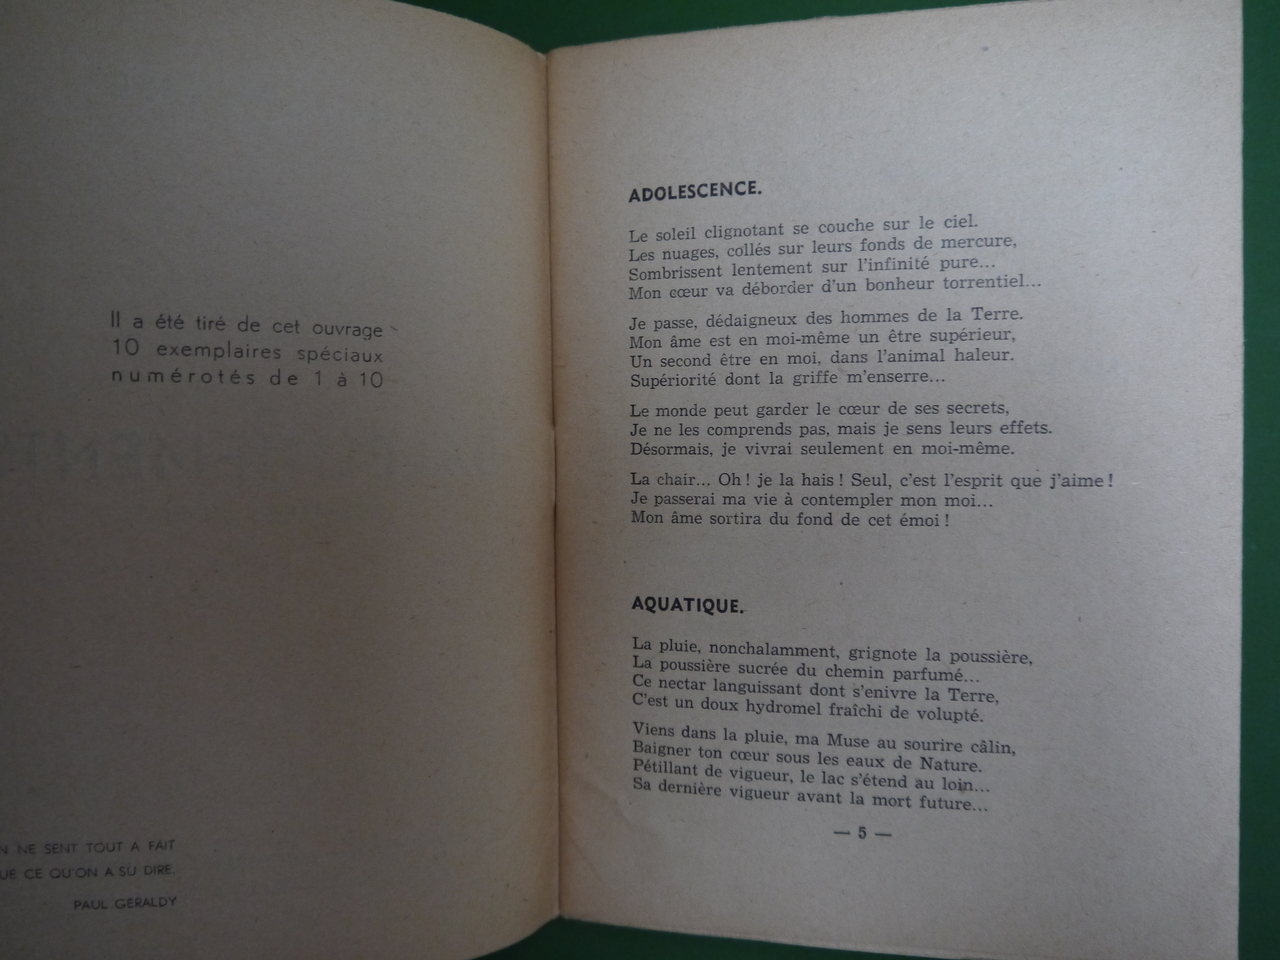 Il a été tiré de cet ouvrage
10 exemplaires spéciaux
numérotés de 1 à 10
NE SENT TOUT A FAIT
CE QU'ON A SU DIRE.
PAUL GERALDY
ADOLESCENCE.
Le soleil clignotant se couche sur le ciel.
Les nuages, collés sur leurs fonds de mercure,
Sombrissent lentement sur l'infinité pure...
Mon cœur va déborder d'un bonheur torrentiel...
Je passe, dédaigneux des hommes de la Terre.
Mon âme est en moi-même un être supérieur,
Un second être en moi, dans l'animal haleur.
Supériorité dont la griffe m'enserre...
Le monde peut garder le cœur de ses secrets,
Je ne les comprends pas, mais je sens leurs effets.
Désormais, je vivrai seulement en moi-même.
La chair... Oh ! je la hais ! Seul, c'est l'esprit que j'aime !
Je passerai ma vie à contempler mon moi...
Mon âme sortira du fond de cet émoi !
AQUATIQUE.
La pluie, nonchalamment, grignote la poussière,
La poussière sucrée du chemin parfumé...
Ce nectar languissant dont s'enivre la Terre,
C'est un doux hydromel fraîchi de volupté.
Viens dans la pluie, ma Muse au sourire câlin,
Baigner ton cœur sous les eaux de Nature.
Pétillant de vigueur, le lac s'étend au loin...
Sa dernière vigueur avant la mort future...
— 5 —